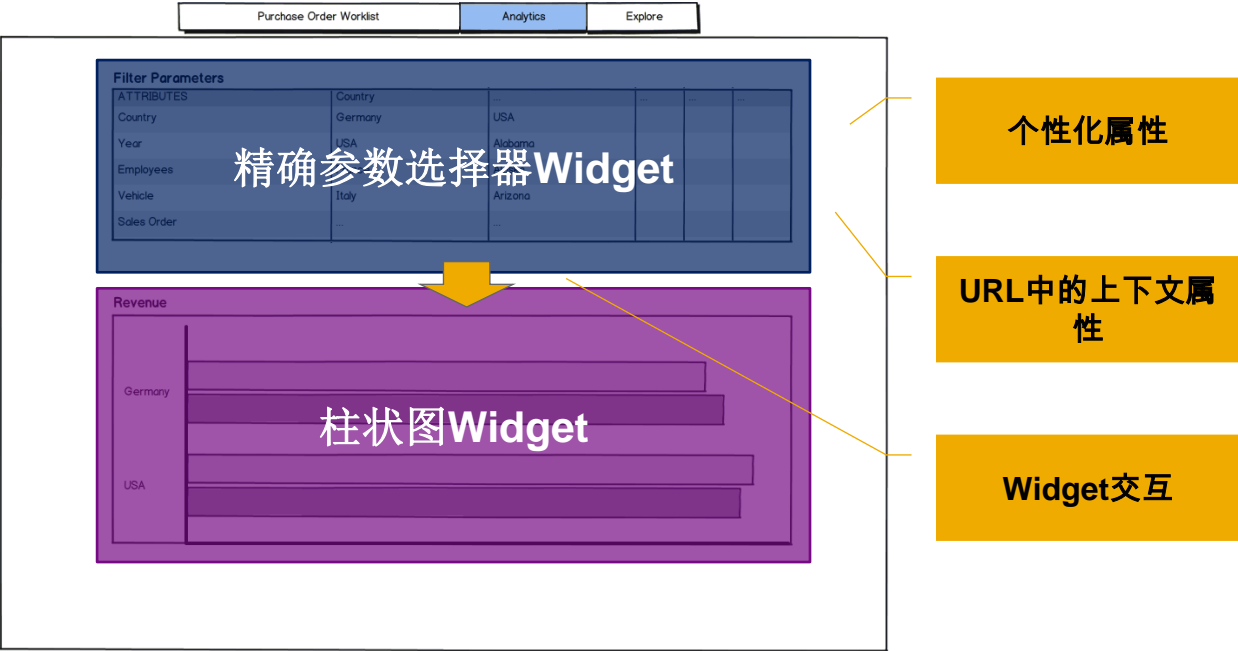 Purchase Order Worklist Analytics Explore
Filter Parameters
ATTRIBUTES Country ... ... ... ...
Country Germany USA
Year USA Alabama
Employees
Vehicle Italy Arizona
Sales Order ... ...
精确参数选择器Widget
Revenue
Germany
柱状图Widget
USA
个性化属性
URL中的上下文属
性
Widget交互